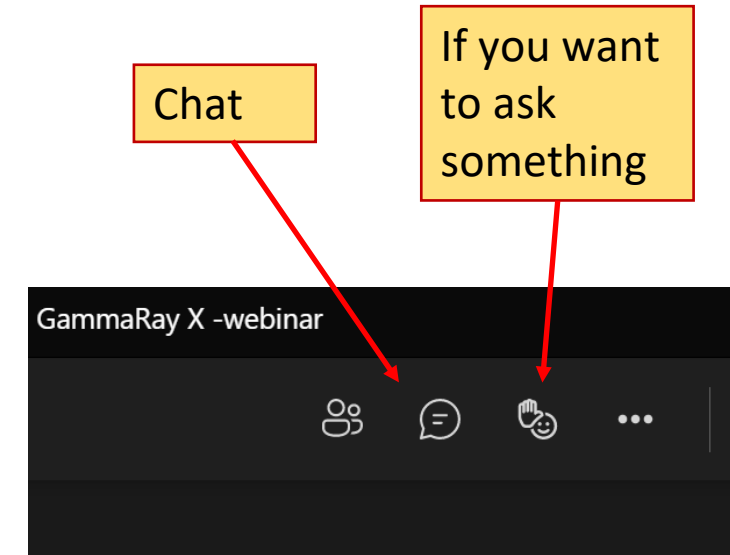 Chat
If you want
to ask
something
GammaRay X -webinar